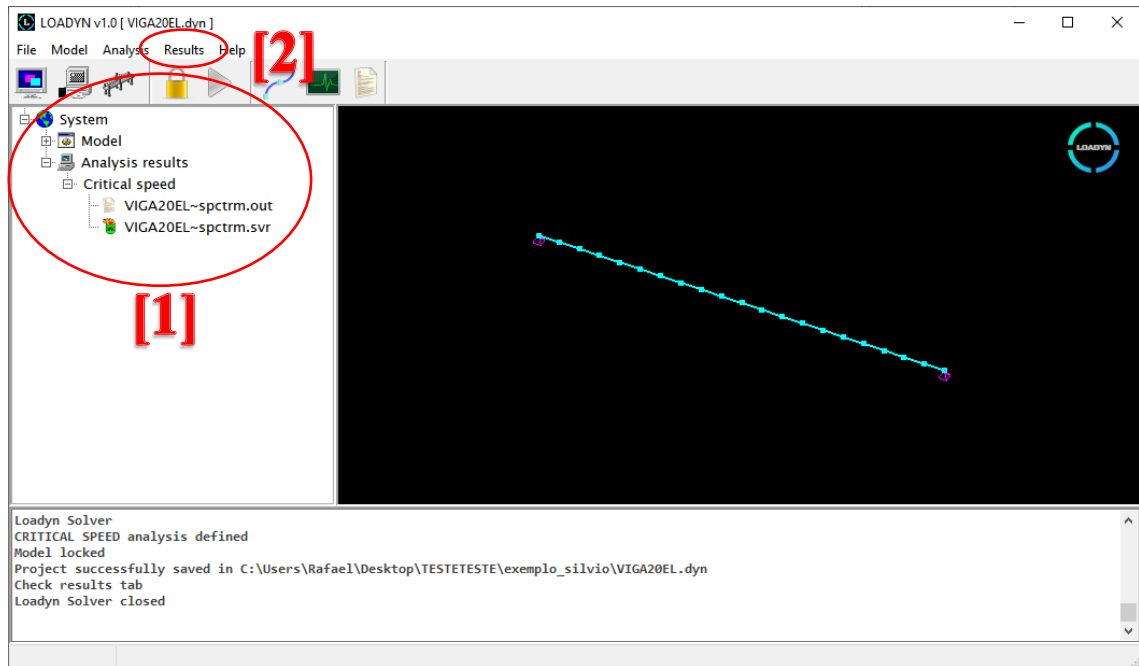 LOADYN v1.0 [ VIGA20EL.dyn ]
File Model Analysis Results Help
[2]
System
Model
Analysis results
Critical speed
VIGA20EL~spctrm.out
VIGA20EL~spctrm.svr
[1]
LOADYN
Loadyn Solver
CRITICAL SPEED analysis defined
Model locked
Project successfully saved in C:\Users\Rafael\Desktop\TESTETESTE\exemplo_silvio\VIGA20EL.dyn
Check results tab
Loadyn Solver closed